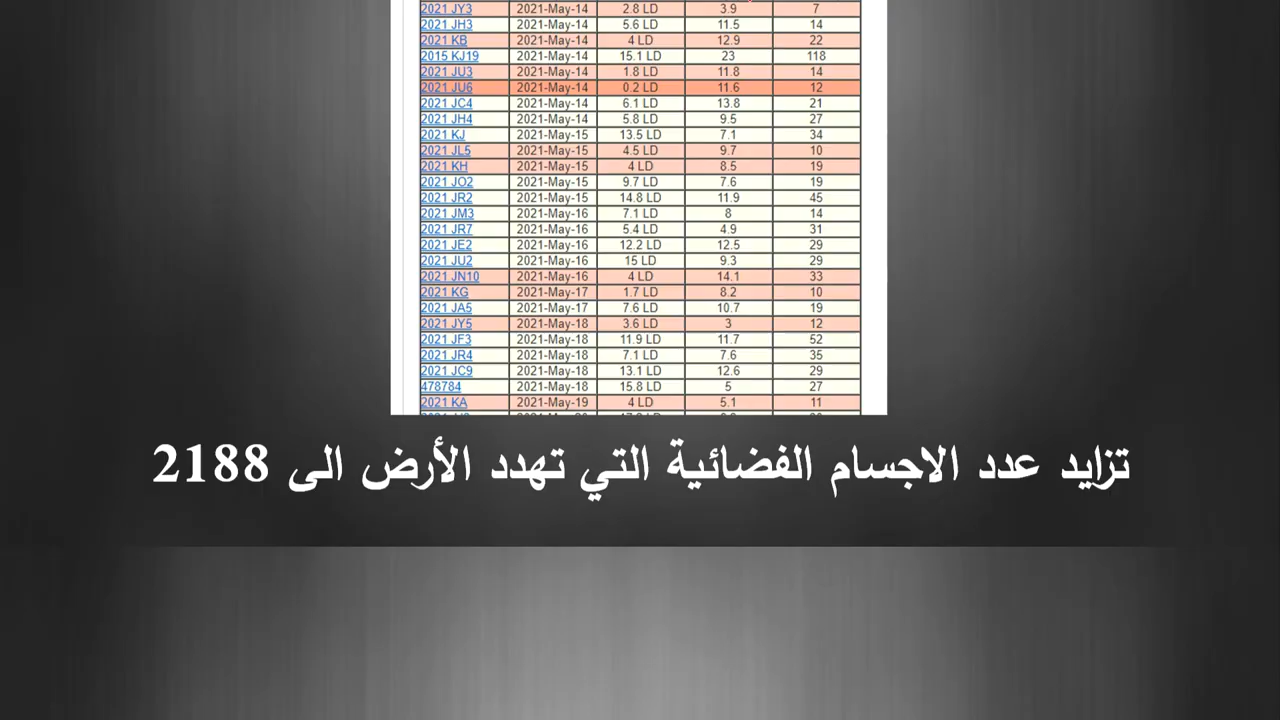 2021 JY3 2021-May-14 2.8 LD 3.9 7
2021 JH3 2021-May-14 5.6 LD 11.5 14
2021 KB 2021-May-14 4 LD 12.9 22
2015 KJ19 2021-May-14 15.1 LD 23 118
2021 JU3 2021-May-14 1.8 LD 11.8 14
2021 JU6 2021-May-14 0.2 LD 11.6 12
2021 JC4 2021-May-14 6.1 LD 13.8 21
2021 JH4 2021-May-14 5.8 LD 9.5 27
2021 KJ 2021-May-15 13.5 LD 7.1 34
2021 JL5 2021-May-15 4.5 LD 9.7 10
2021 KH 2021-May-15 4 LD 8.5 19
2021 JO2 2021-May-15 9.7 LD 7.6 19
2021 JR2 2021-May-15 14.8 LD 11.9 45
2021 JM3 2021-May-16 7.1 LD 8 14
2021 JR7 2021-May-16 5.4 LD 4.9 31
2021 JE2 2021-May-16 12.2 LD 12.5 29
2021 JU2 2021-May-16 15 LD 9.3 29
2021 JN10 2021-May-16 4 LD 14.1 33
2021 KG 2021-May-17 1.7 LD 8.2 10
2021 JA5 2021-May-17 7.6 LD 10.7 19
2021 JY5 2021-May-18 3.6 LD 3 12
2021 JF3 2021-May-18 11.9 LD 11.7 52
2021 JR4 2021-May-18 7.1 LD 7.6 35
2021 JC9 2021-May-18 13.1 LD 12.6 29
478784 2021-May-18 15.8 LD 5 27
2021 KA 2021-May-19 4 LD 5.1 11
تزايد عدد الاجسام الفضائية التي تهدد الأرض الى 2188